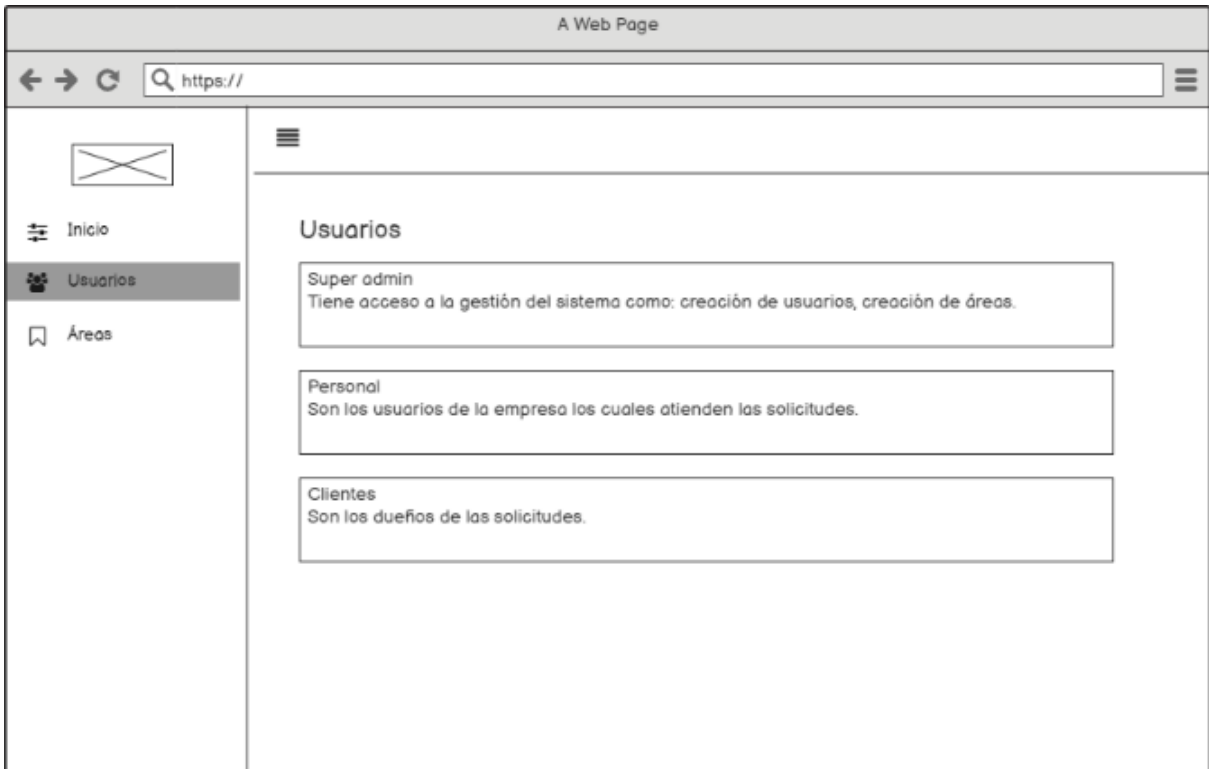 A Web Page
https://
Inicio
Usuarios
Áreas
Usuarios
Super admin
Tiene acceso a la gestión del sistema como: creación de usuarios, creación de áreas.
Personal
Son los usuarios de la empresa los cuales atienden las solicitudes.
Clientes
Son los dueños de las solicitudes.